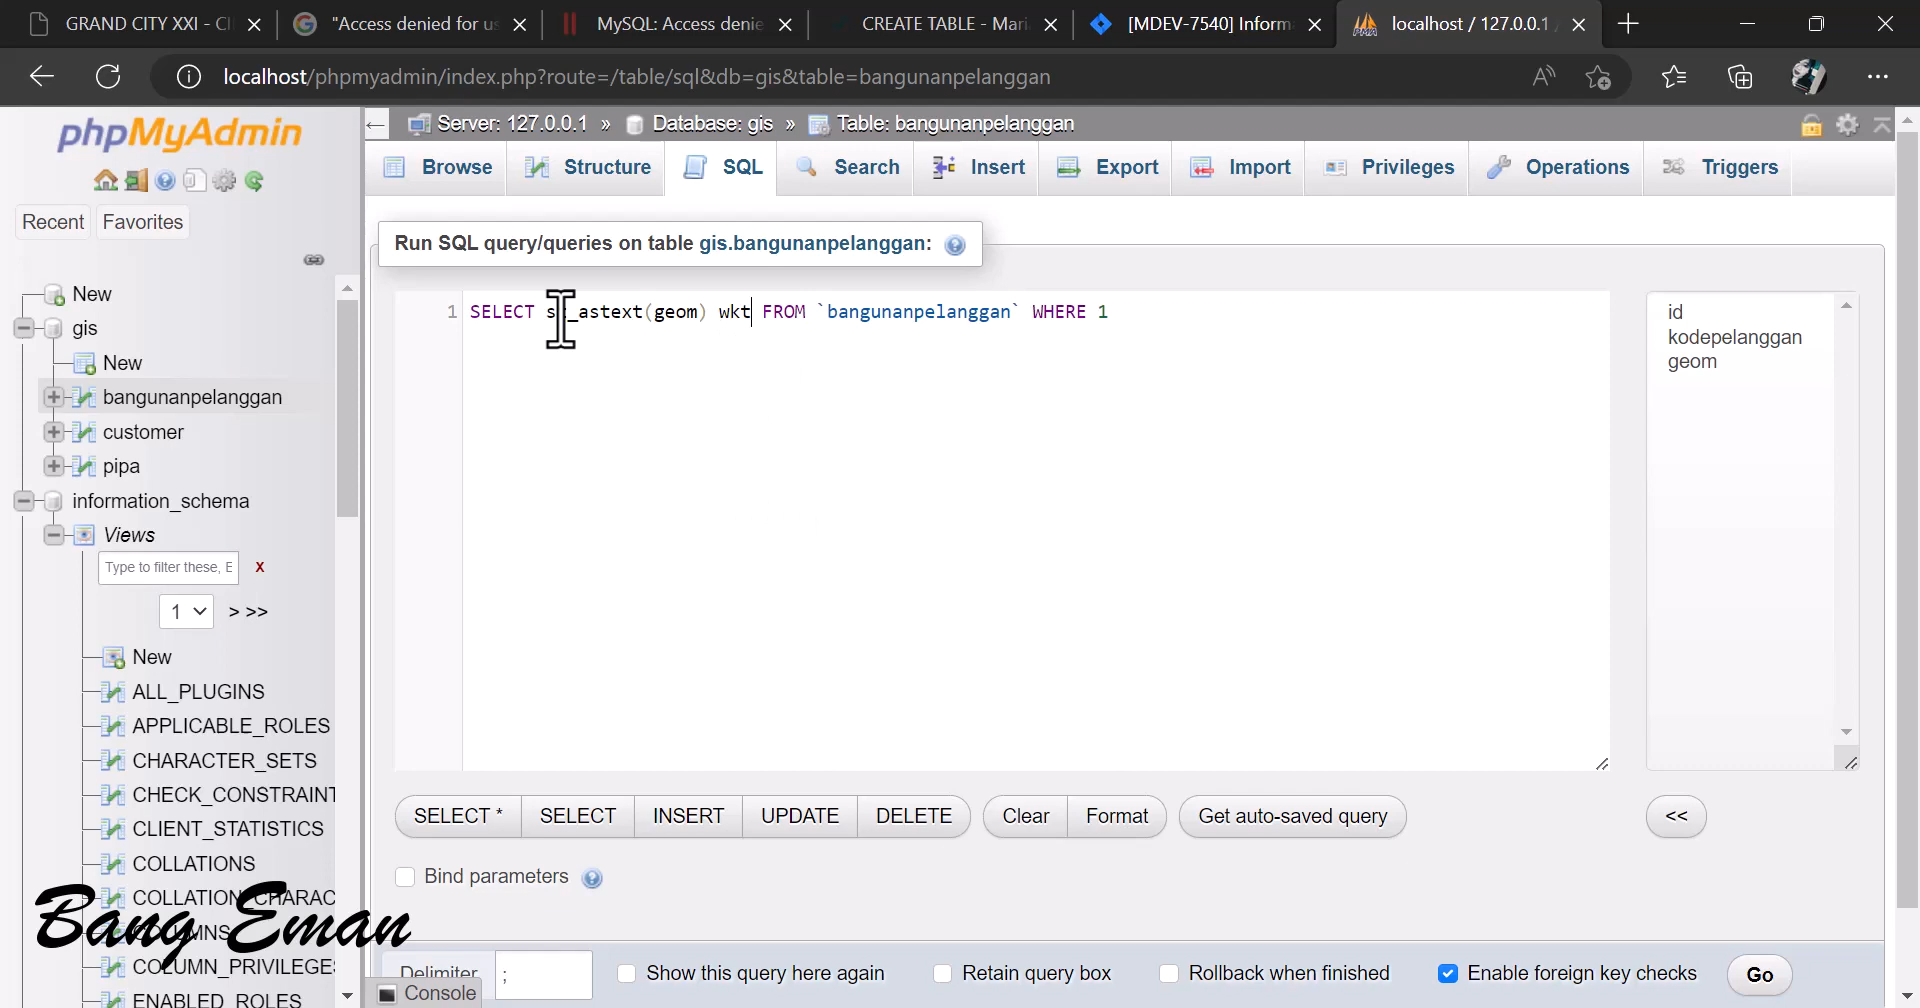 GRAND CITY XXI - CI
"Access denied for us
MySQL: Access denie
CREATE TABLE - Mari
[MDEV-7540] Inform
localhost / 127.0.0.1 /
localhost/phpmyadmin/index.php?route=/table/sql&db=gis&table=bangunanpelanggan
phpMyAdmin
Server: 127.0.0.1 » Database: gis » Table: bangunanpelanggan
Browse Structure SQL Search Insert Export Import Privileges Operations Triggers
Recent Favorites
Run SQL query/queries on table gis.bangunanpelanggan:
New
gis
New
bangunanpelanggan
customer
pipa
information_schema
Views
Type to filter these, E X
1 > >>
New
ALL_PLUGINS
APPLICABLE_ROLES
CHARACTER_SETS
CHECK_CONSTRAINT
CLIENT_STATISTICS
COLLATIONS
COLLATION_CHARAC
COLUMNS
COLUMN_PRIVILEGES
ENABLED_ROLES
Bang Eman
1 SELECT st_astext(geom) wkt FROM `bangunanpelanggan` WHERE 1
id
kodepelanggan
geom
SELECT * SELECT INSERT UPDATE DELETE Clear Format Get auto-saved query <<
Bind parameters
Delimiter ; Show this query here again Retain query box Rollback when finished Enable foreign key checks Go
Console